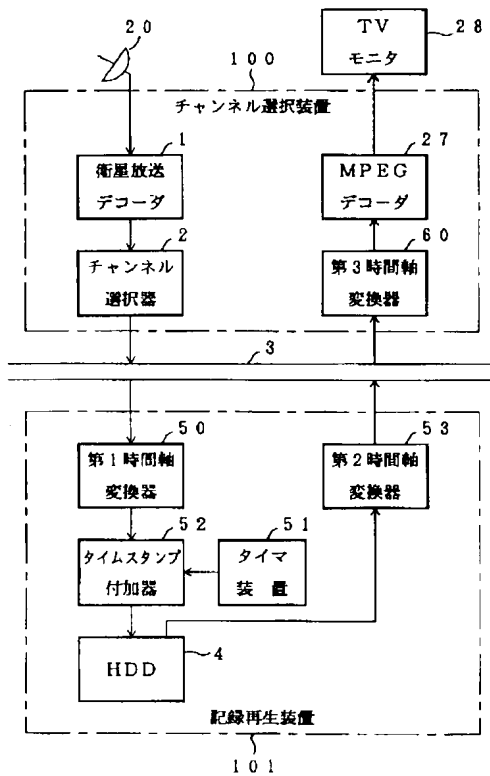 20
TV
モニタ
28
100
チャンネル選択装置
1
衛星放送
デコーダ
27
MPEG
デコーダ
2
チャンネル
選択器
60
第3時間軸
変換器
3
50
第1時間軸
変換器
53
第2時間軸
変換器
52
タイムスタンプ
付加器
51
タイマ
装置
HDD
4
記録再生装置
101